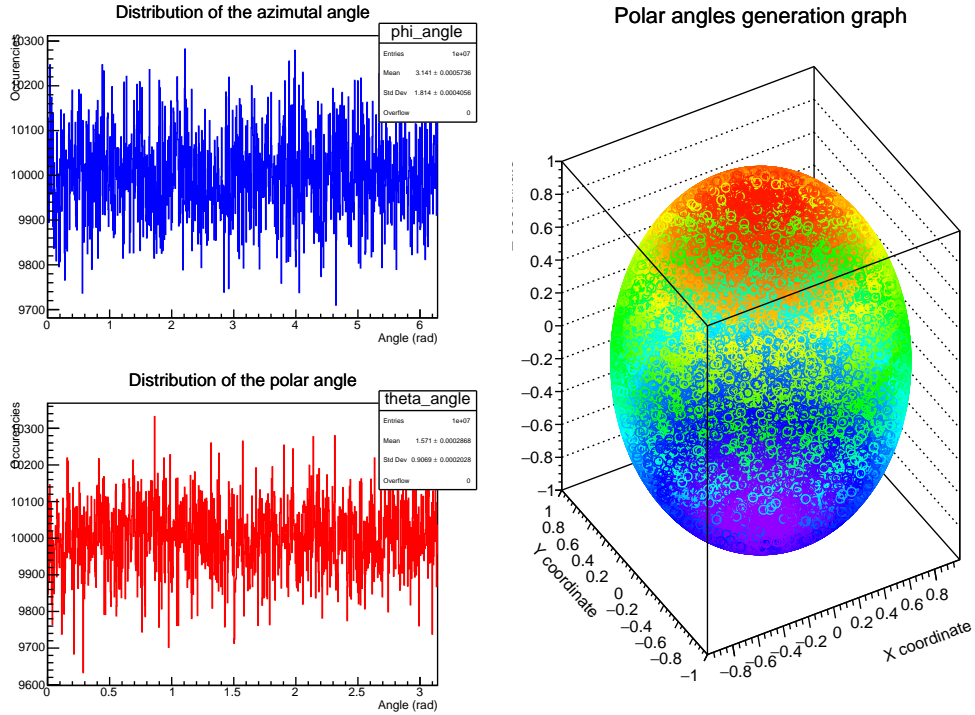 Distribution of the azimutal angle
Occurencies
phi_angle
Entries 1e+07
Mean 3.141 ± 0.0005736
Std Dev 1.814 ± 0.0004056
Overflow 0
10300
10200
10100
10000
9900
9800
9700
0 1 2 3 4 5 6
Angle (rad)
Distribution of the polar angle
Occurencies
theta_angle
Entries 1e+07
Mean 1.571 ± 0.0002868
Std Dev 0.9069 ± 0.0002028
Overflow 0
10300
10200
10100
10000
9900
9800
9700
9600
0 0.5 1 1.5 2 2.5 3
Angle (rad)
Polar angles generation graph
1
0.8
0.6
0.4
0.2
0
−0.2
−0.4
−0.6
−0.8
−1
1
0.8
0.6
0.4
0.2
0
−0.2
−0.4
−0.6
−0.8
−1
Y coordinate
−0.8 −0.6 −0.4 −0.2 0 0.2 0.4 0.6 0.8
X coordinate